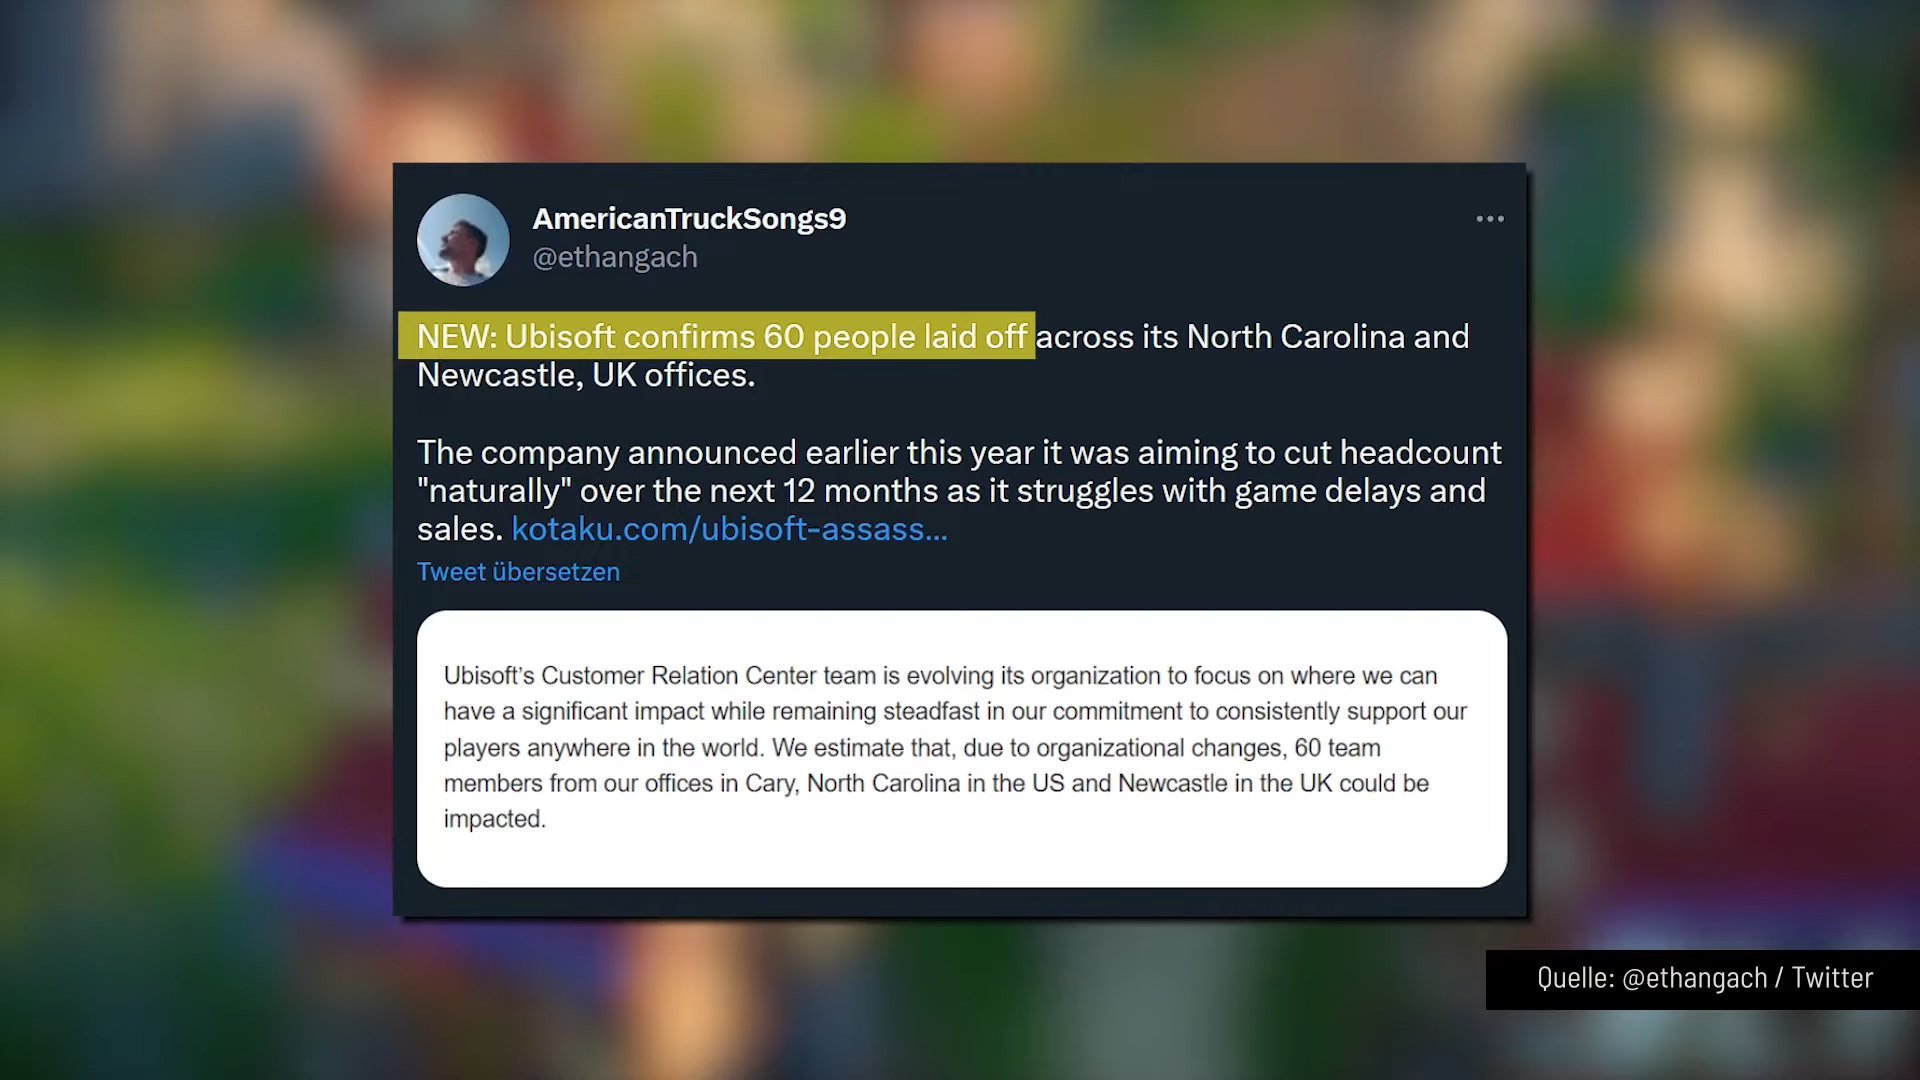 AmericanTruckSongs9
@ethangach
NEW: Ubisoft confirms 60 people laid off across its North Carolina and
Newcastle, UK offices.
The company announced earlier this year it was aiming to cut headcount
"naturally" over the next 12 months as it struggles with game delays and
sales. kotaku.com/ubisoft-assass...
Tweet übersetzen
Ubisoft’s Customer Relation Center team is evolving its organization to focus on where we can
have a significant impact while remaining steadfast in our commitment to consistently support our
players anywhere in the world. We estimate that, due to organizational changes, 60 team
members from our offices in Cary, North Carolina in the US and Newcastle in the UK could be
impacted.
Quelle: @ethangach / Twitter